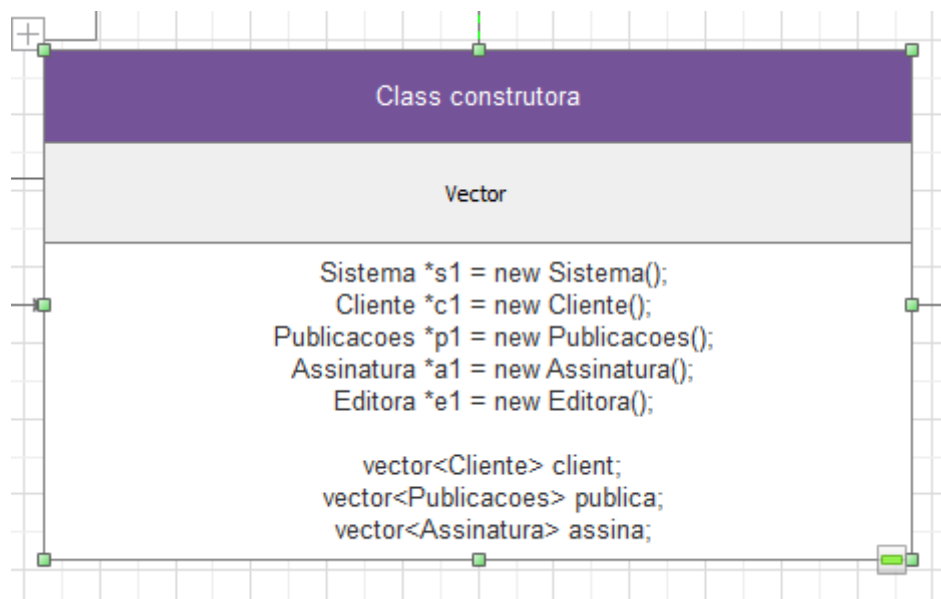 Class construtora
Vector
Sistema *s1 = new Sistema();
Cliente *c1 = new Cliente();
Publicacoes *p1 = new Publicacoes();
Assinatura *a1 = new Assinatura();
Editora *e1 = new Editora();
vector<Cliente> client;
vector<Publicacoes> publica;
vector<Assinatura> assina;